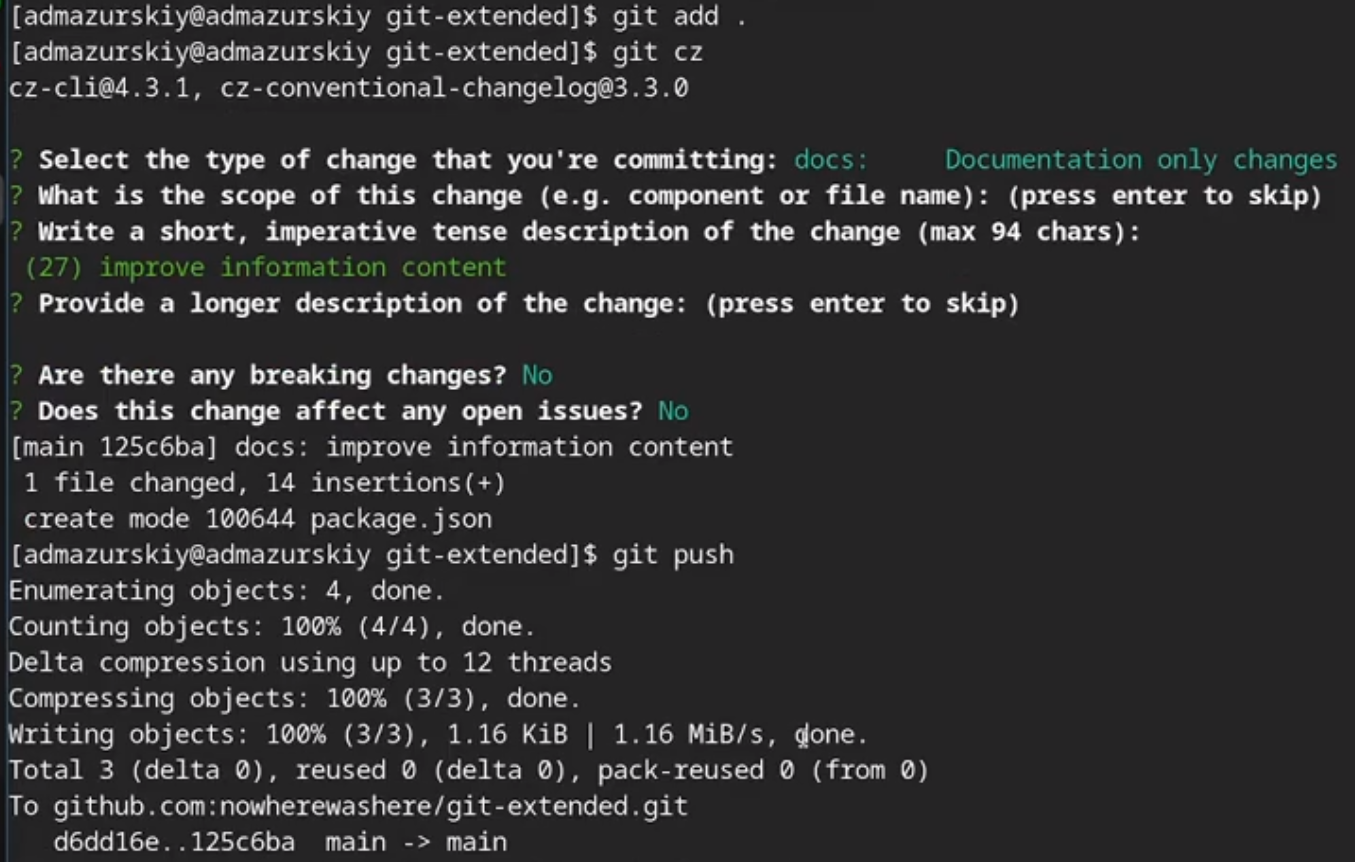 [admazurskiy@admazurskiy git-extended]$ git add .
[admazurskiy@admazurskiy git-extended]$ git cz
cz-cli@4.3.1, cz-conventional-changelog@3.3.0
? Select the type of change that you're committing: docs:     Documentation only changes
? What is the scope of this change (e.g. component or file name): (press enter to skip)
? Write a short, imperative tense description of the change (max 94 chars):
 (27) improve information content
? Provide a longer description of the change: (press enter to skip)
? Are there any breaking changes? No
? Does this change affect any open issues? No
[main 125c6ba] docs: improve information content
 1 file changed, 14 insertions(+)
 create mode 100644 package.json
[admazurskiy@admazurskiy git-extended]$ git push
Enumerating objects: 4, done.
Counting objects: 100% (4/4), done.
Delta compression using up to 12 threads
Compressing objects: 100% (3/3), done.
Writing objects: 100% (3/3), 1.16 KiB | 1.16 MiB/s, done.
Total 3 (delta 0), reused 0 (delta 0), pack-reused 0 (from 0)
To github.com:nowherewashere/git-extended.git
   d6dd16e..125c6ba  main -> main